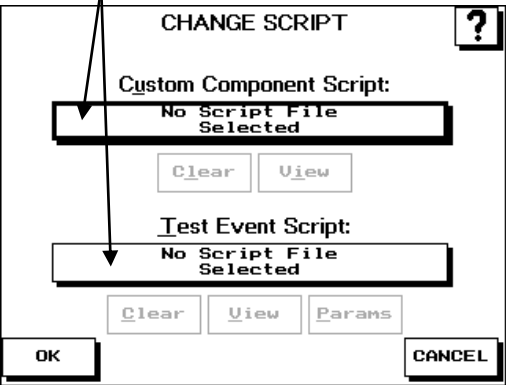 CHANGE SCRIPT
?
Custom Component Script:
No Script File
Selected
Clear View
Test Event Script:
No Script File
Selected
Clear View Params
OK CANCEL